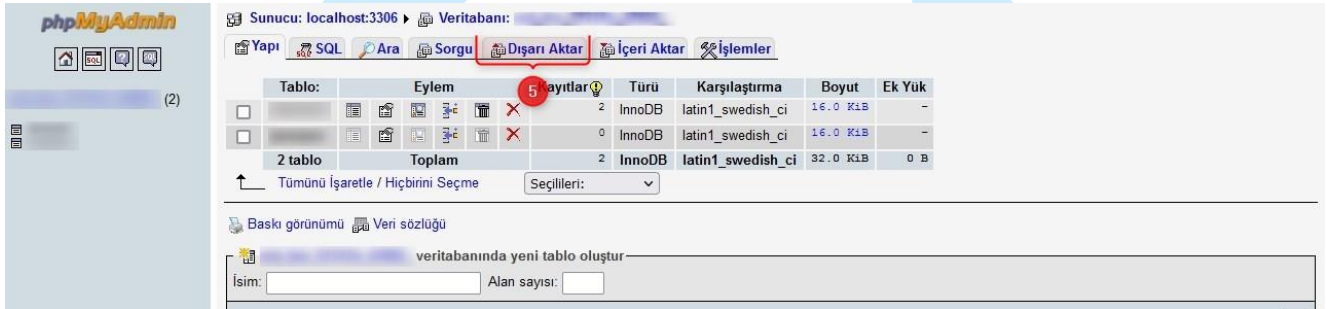 phpMyAdmin
Sunucu: localhost:3306 ▸ Veritabanı:
Yapı SQL Ara Sorgu Dışarı Aktar İçeri Aktar İşlemler
(2)
Tablo: Eylem Kayıtlar Türü Karşılaştırma Boyut Ek Yük
5
2 InnoDB latin1_swedish_ci 16.0 KiB -
0 InnoDB latin1_swedish_ci 16.0 KiB -
2 tablo Toplam 2 InnoDB latin1_swedish_ci 32.0 KiB 0 B
Tümünü İşaretle / Hiçbirini Seçme Seçilileri:
Baskı görünümü Veri sözlüğü
veritabanında yeni tablo oluştur
İsim: Alan sayısı: